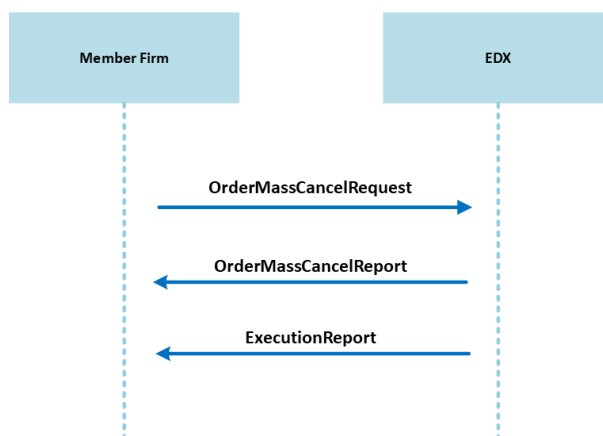 Member Firm
EDX
OrderMassCancelRequest
OrderMassCancelReport
ExecutionReport